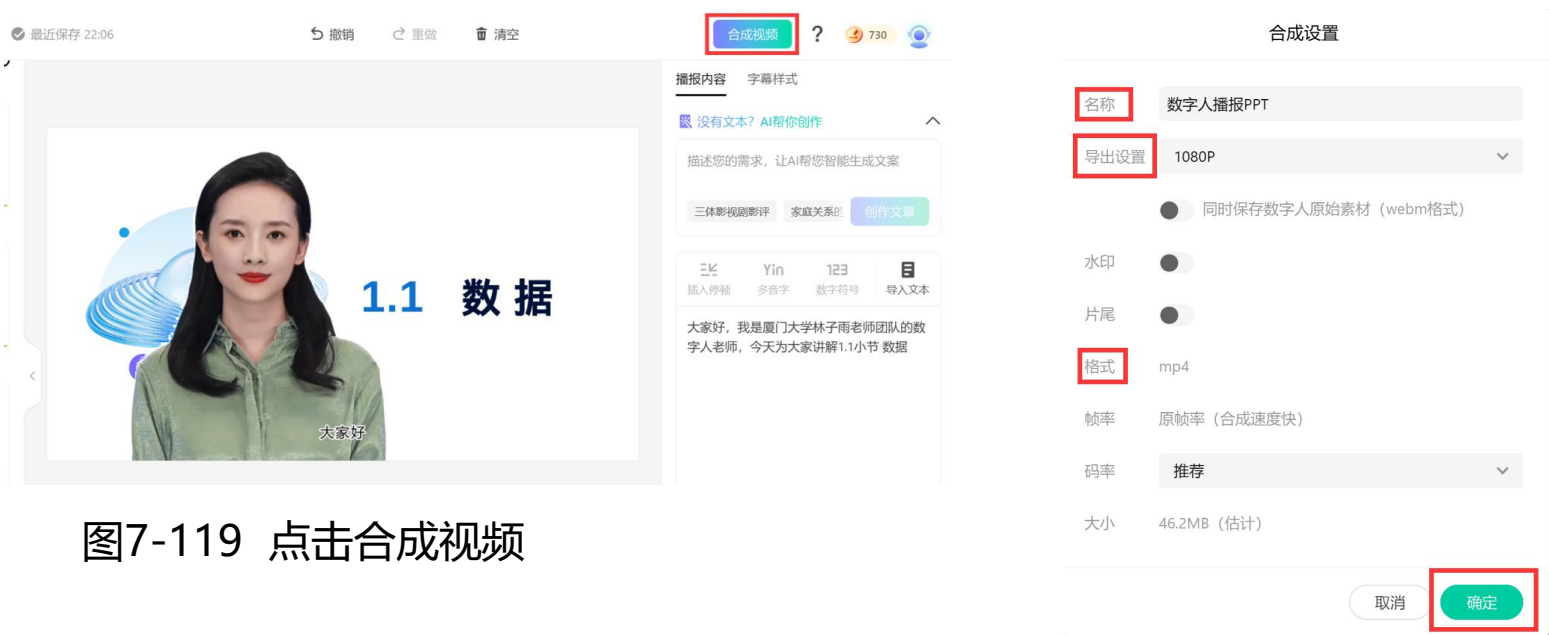 最近保存 22:06
撤销
重做
清空
合成视频
?
730
播报内容
字幕样式
没有文本？AI帮你创作
描述您的需求，让AI帮您智能生成文案
三体影视剧影评
家庭关系的
创作文章
插入停顿
Yin
多音字
123
数字符号
导入文本
大家好，我是厦门大学林子雨老师团队的数
字人老师，今天为大家讲解1.1小节 数据
1.1 数据
大家好
图7-119 点击合成视频
合成设置
名称 数字人播报PPT
导出设置 1080P
同时保存数字人原始素材（webm格式）
水印
片尾
格式 mp4
帧率 原帧率（合成速度快）
码率 推荐
大小 46.2MB（估计）
取消 确定